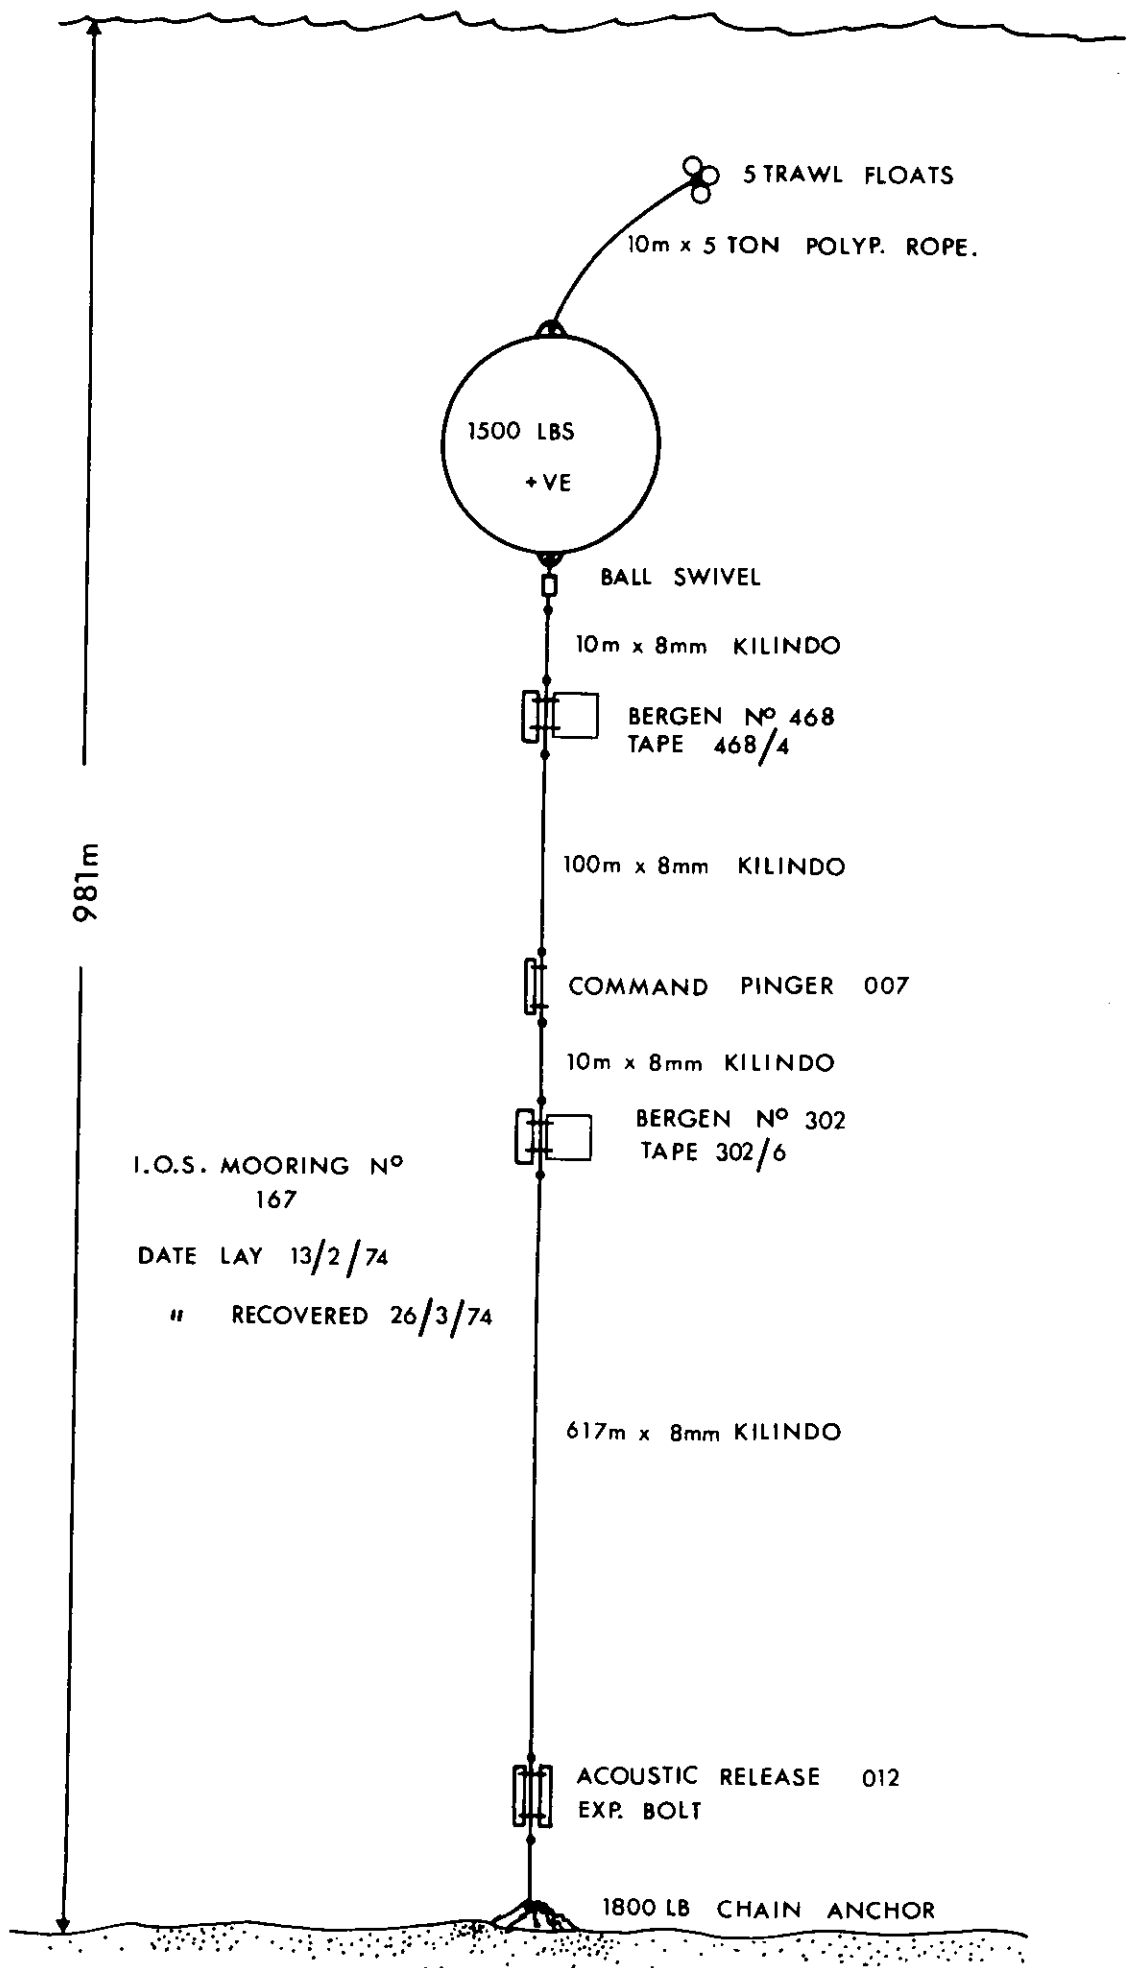 5 TRAWL FLOATS
10m x 5 TON POLYP. ROPE.
1500 LBS
+VE
BALL SWIVEL
10m x 8mm KILINDO
BERGEN Nº 468
TAPE 468/4
981m
100m x 8mm KILINDO
COMMAND PINGER 007
10m x 8mm KILINDO
BERGEN Nº 302
TAPE 302/6
I.O.S. MOORING Nº
167
DATE LAY 13/2/74
" RECOVERED 26/3/74
617m x 8mm KILINDO
ACOUSTIC RELEASE 012
EXP. BOLT
1800 LB CHAIN ANCHOR